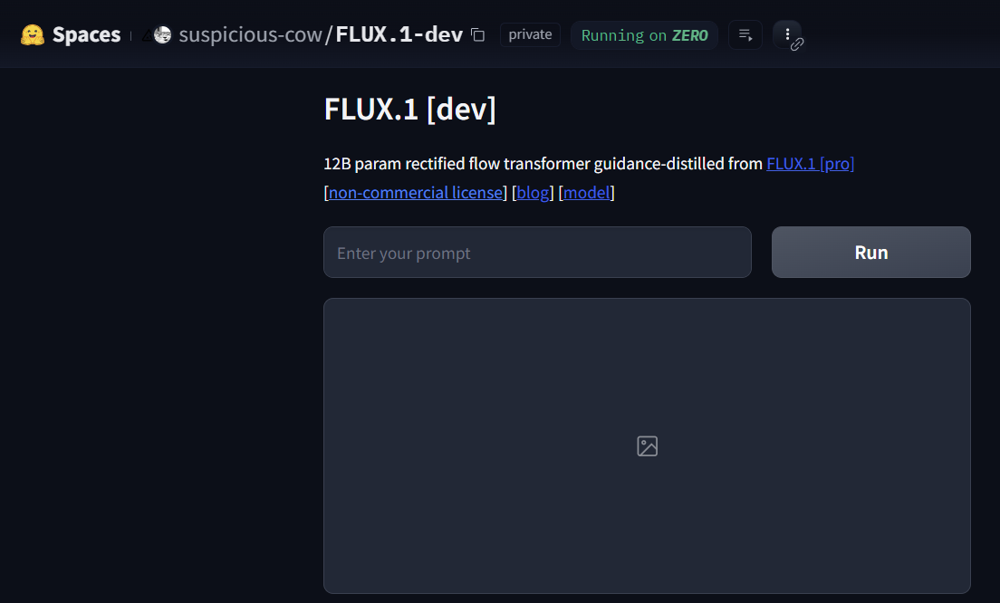 Spaces suspicious-cow/FLUX.1-dev private Running on ZERO
FLUX.1 [dev]
12B param rectified flow transformer guidance-distilled from FLUX.1 [pro]
[non-commercial license] [blog] [model]
Enter your prompt Run